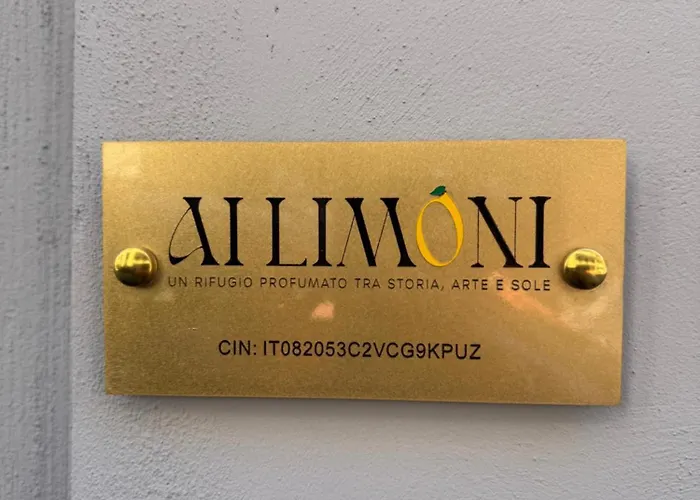 AI LIMONI
UN RIFUGIO PROFUMATO TRA STORIA, ARTE E SOLE
CIN: IT082053C2VCG9KPUZ